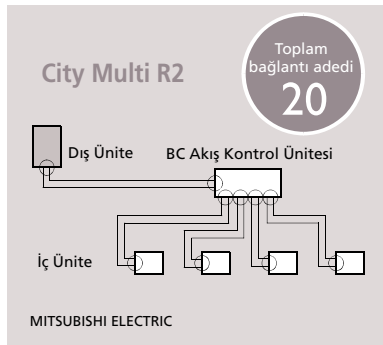 City Multi R2
Toplam
bağlantı adedi
20
Dış Ünite
BC Akış Kontrol Ünitesi
İç Ünite
MITSUBISHI ELECTRIC